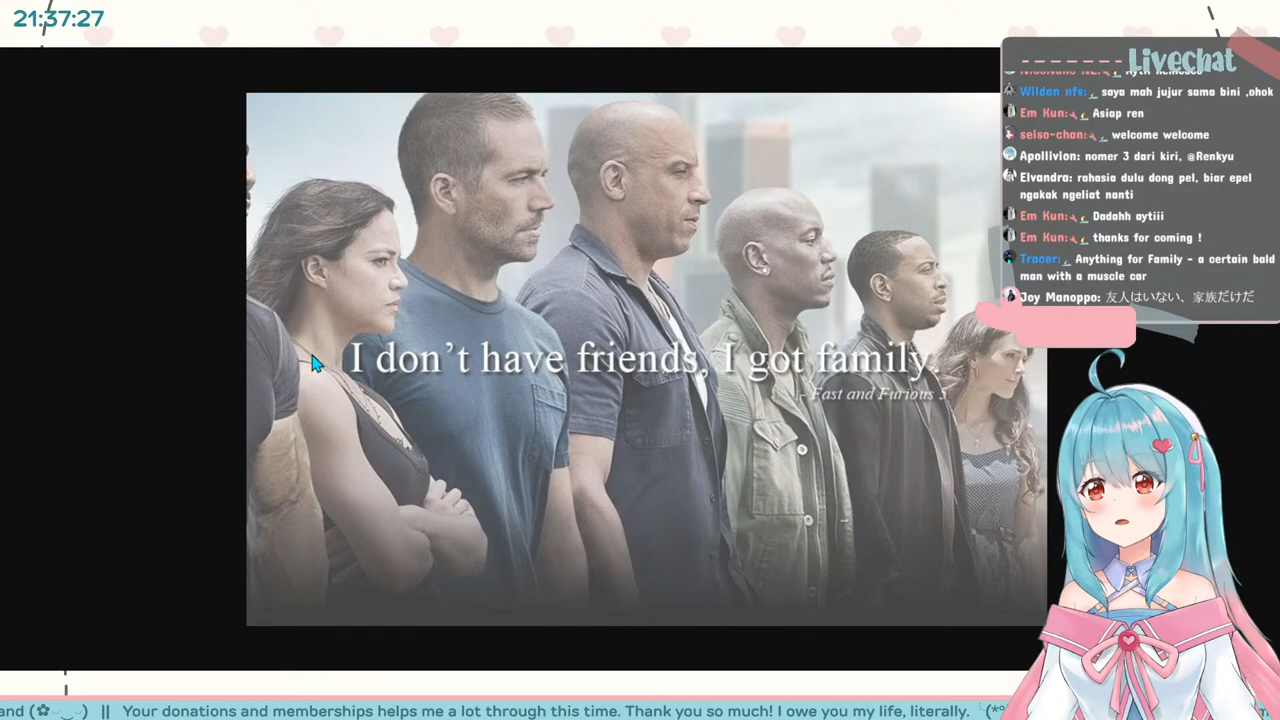 21:37:27
Livechat
Wildan nfs: saya mah jujur sama bini ,ohok
Em Kun: Asiap ren
seiso-chan: welcome welcome
Apollivion: nomer 3 dari kiri, @Renkyu
Elvandra: rahasia dulu dong pel, biar epel
ngakak ngeliat nanti
Em Kun: Dadahh aytiii
Em Kun: thanks for coming !
Tracer: Anything for Family - a certain bald
man with a muscle car
Joy Manoppo: 友人はいない、家族だけだ
I don't have friends, I got family.
- Fast and Furious
and (✿◡‿◡) || Your donations and memberships helps me a lot through this time. Thank you so much! I owe you my life, literally.